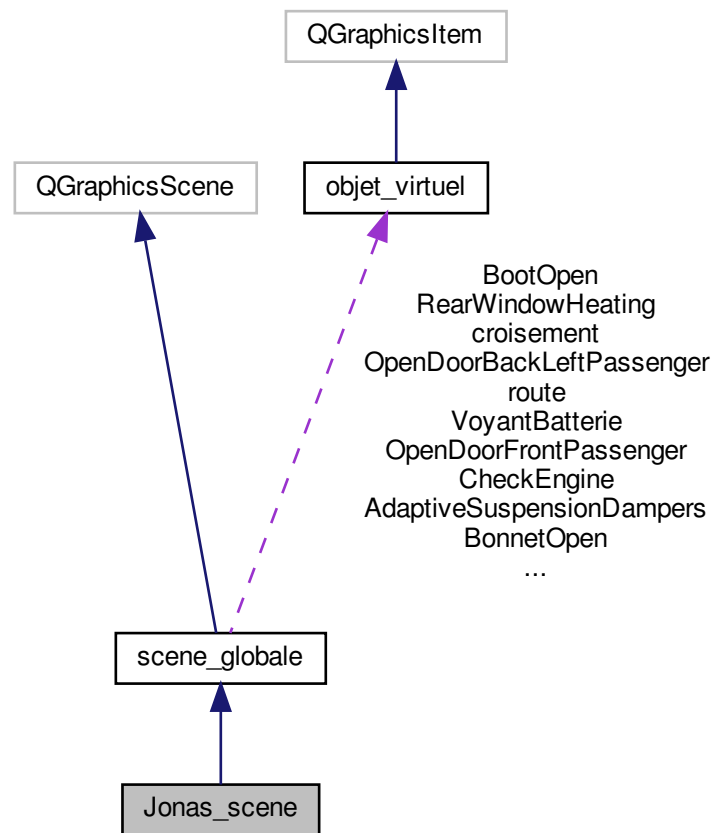 QGraphicsItem
QGraphicsScene
objet_virtuel
BootOpen
RearWindowHeating
croisement
OpenDoorBackLeftPassenger
route
VoyantBatterie
OpenDoorFrontPassenger
CheckEngine
AdaptiveSuspensionDampers
BonnetOpen
...
scene_globale
Jonas_scene